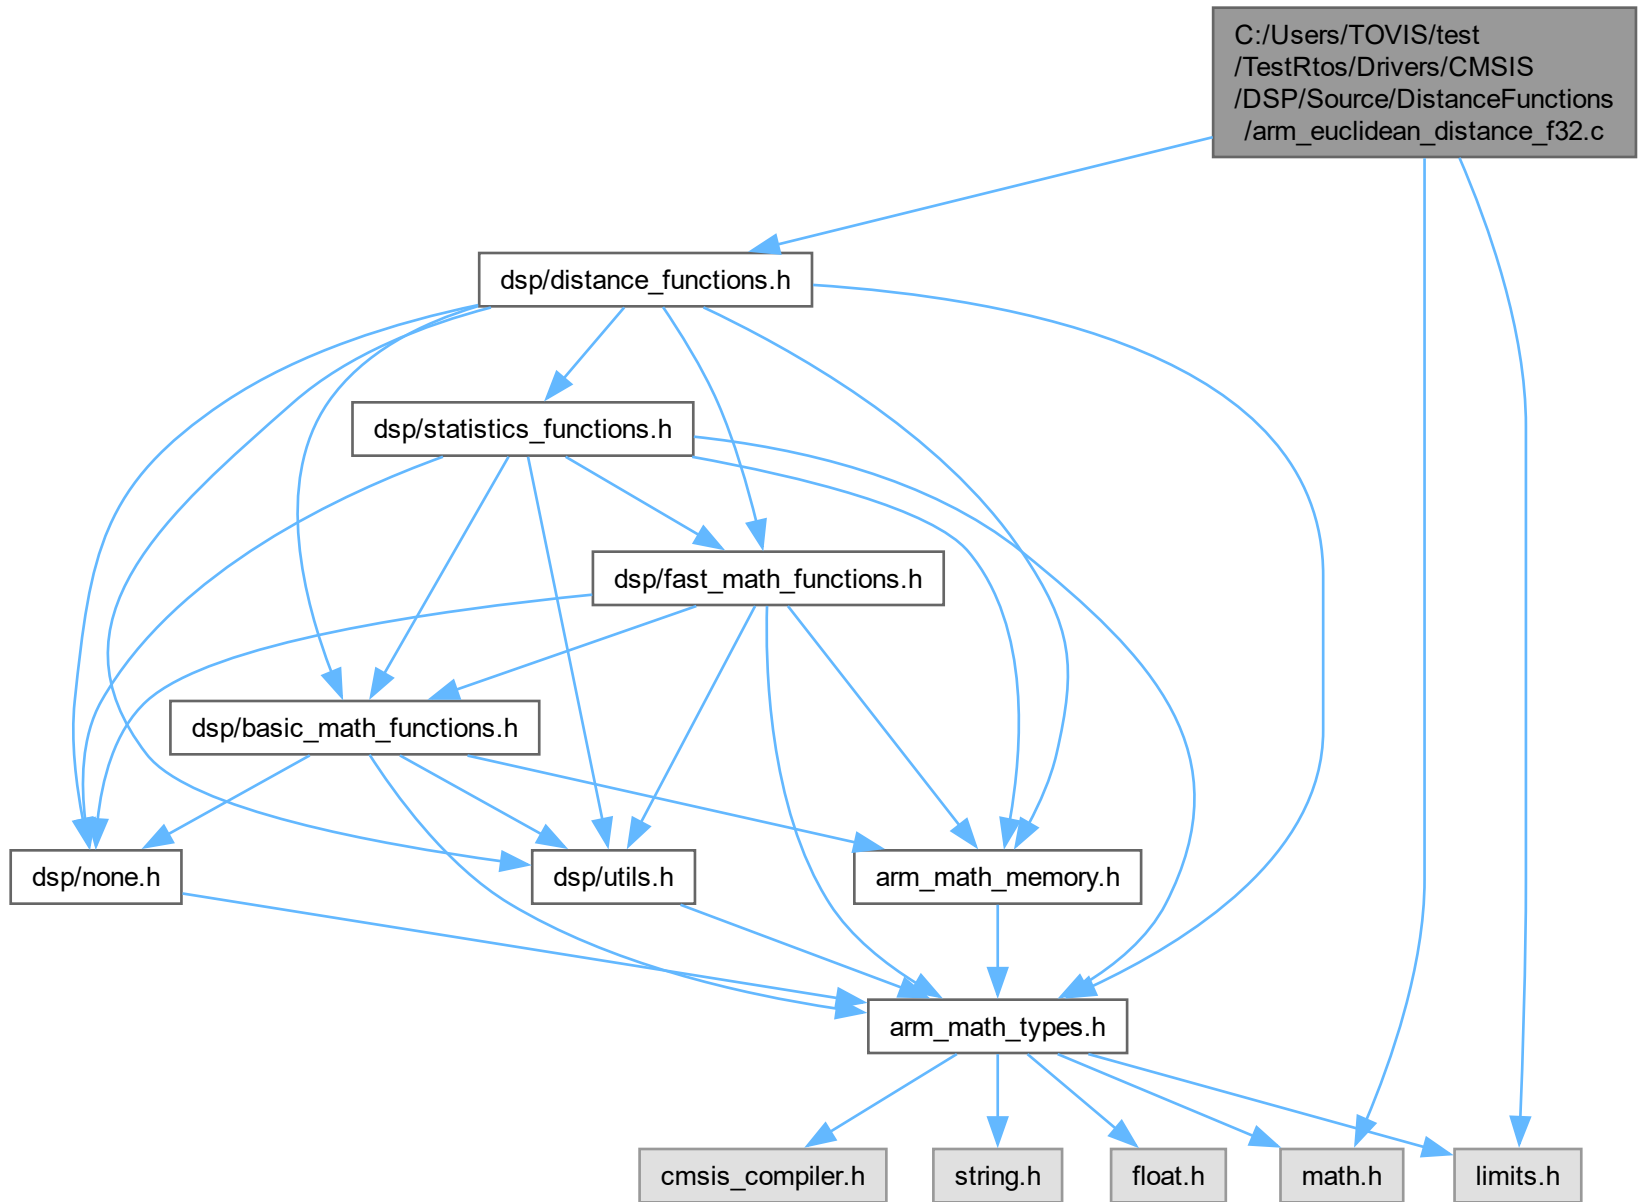 C:/Users/TOVIS/test
/TestRtos/Drivers/CMSIS
/DSP/Source/DistanceFunctions
/arm_euclidean_distance_f32.c
dsp/distance_functions.h
dsp/statistics_functions.h
dsp/fast_math_functions.h
dsp/basic_math_functions.h
dsp/none.h
dsp/utils.h
arm_math_memory.h
arm_math_types.h
cmsis_compiler.h
string.h
float.h
math.h
limits.h